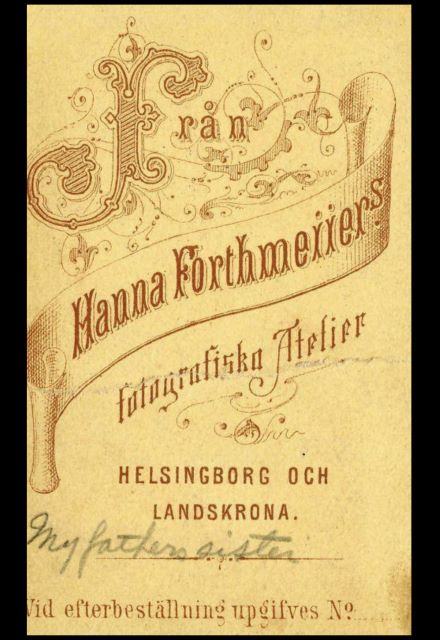 Från
Hanna Forthmeiiers
fotografiska Atelier
HELSINGBORG OCH
LANDSKRONA.
My fathers sister
Vid efterbeställning upgifves No.